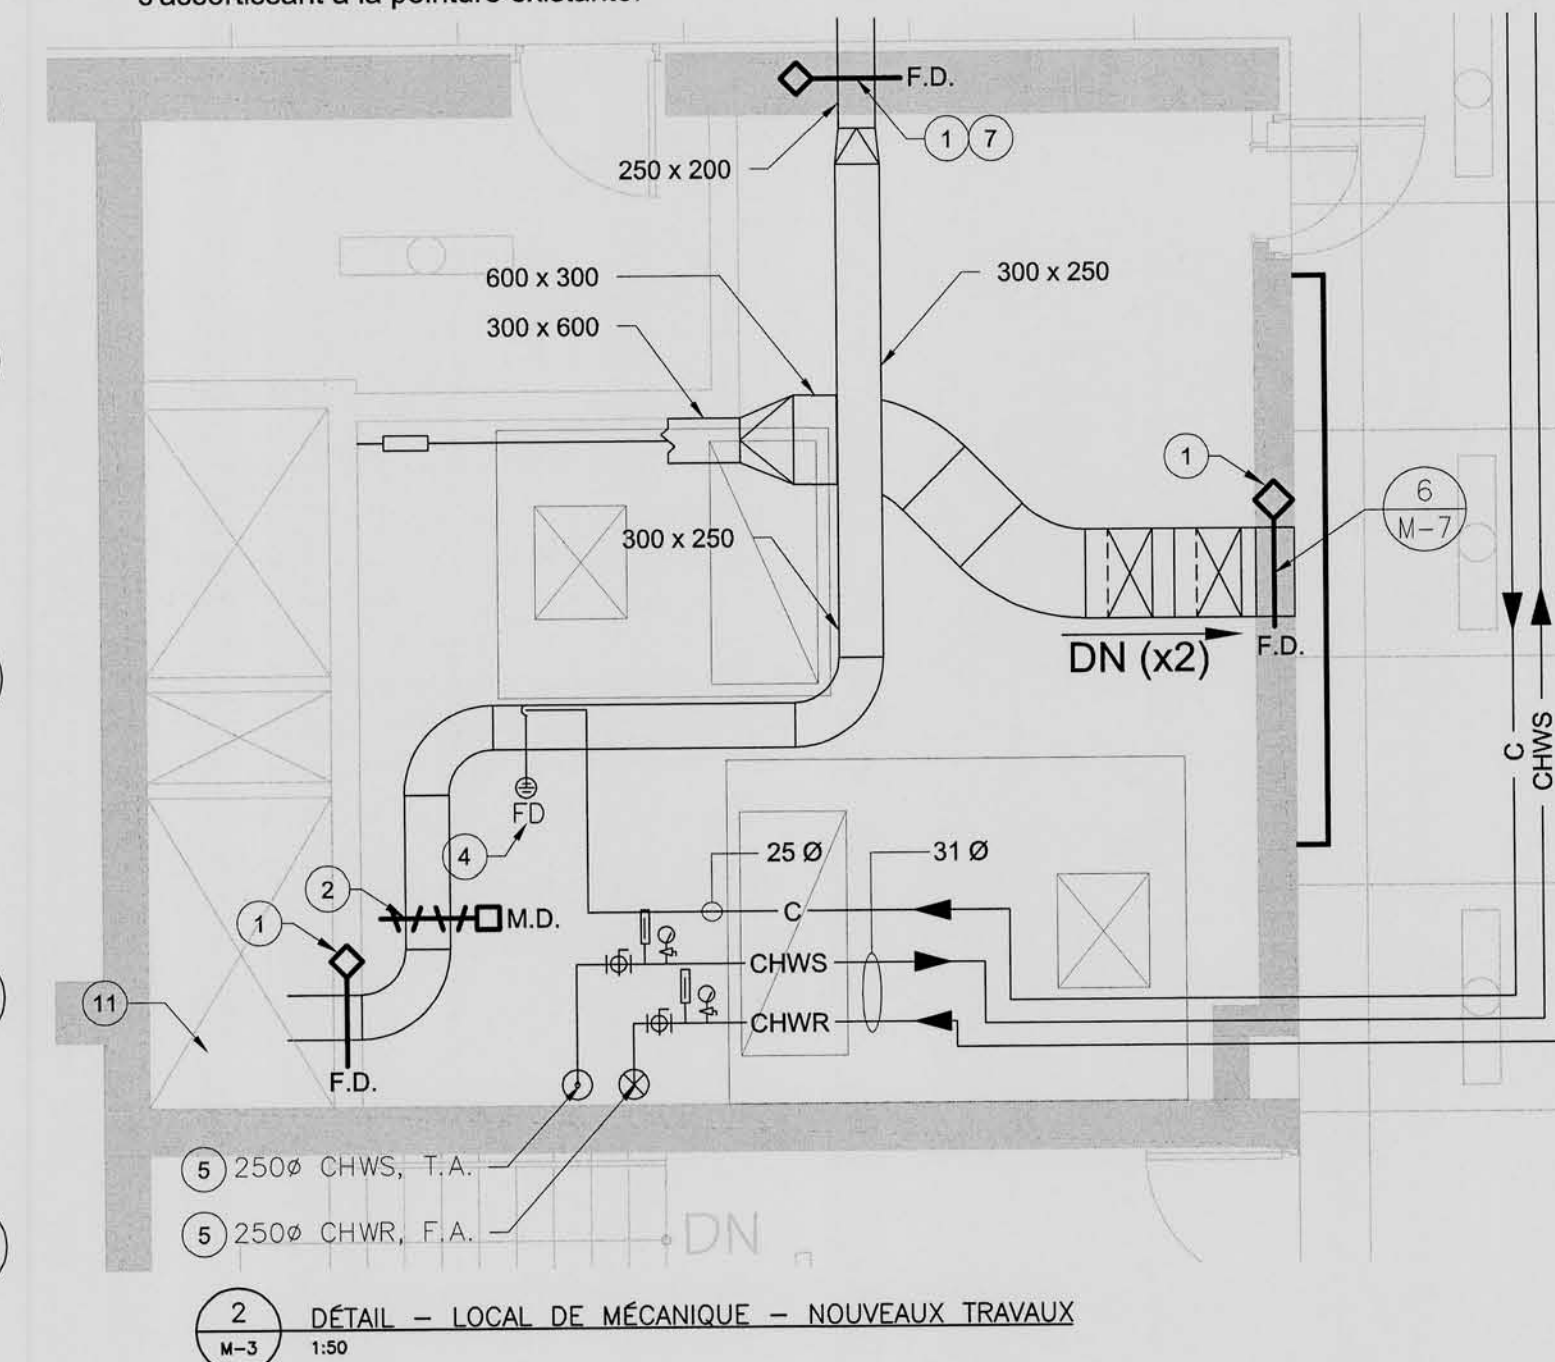 s'assortissant à la peinture existante.
F.D.
1 7
250 x 200
600 x 300
300 x 250
300 x 600
1
6
M-7
300 x 250
F.D.
DN (x2)
C
CHWS
FD
4
25 Ø
31 Ø
2
1
M.D.
C
CHWS
11
CHWR
F.D.
5 250ø CHWS, T.A.
5 250ø CHWR, F.A.
DN
2
M-3
DÉTAIL – LOCAL DE MÉCANIQUE – NOUVEAUX TRAVAUX
1:50